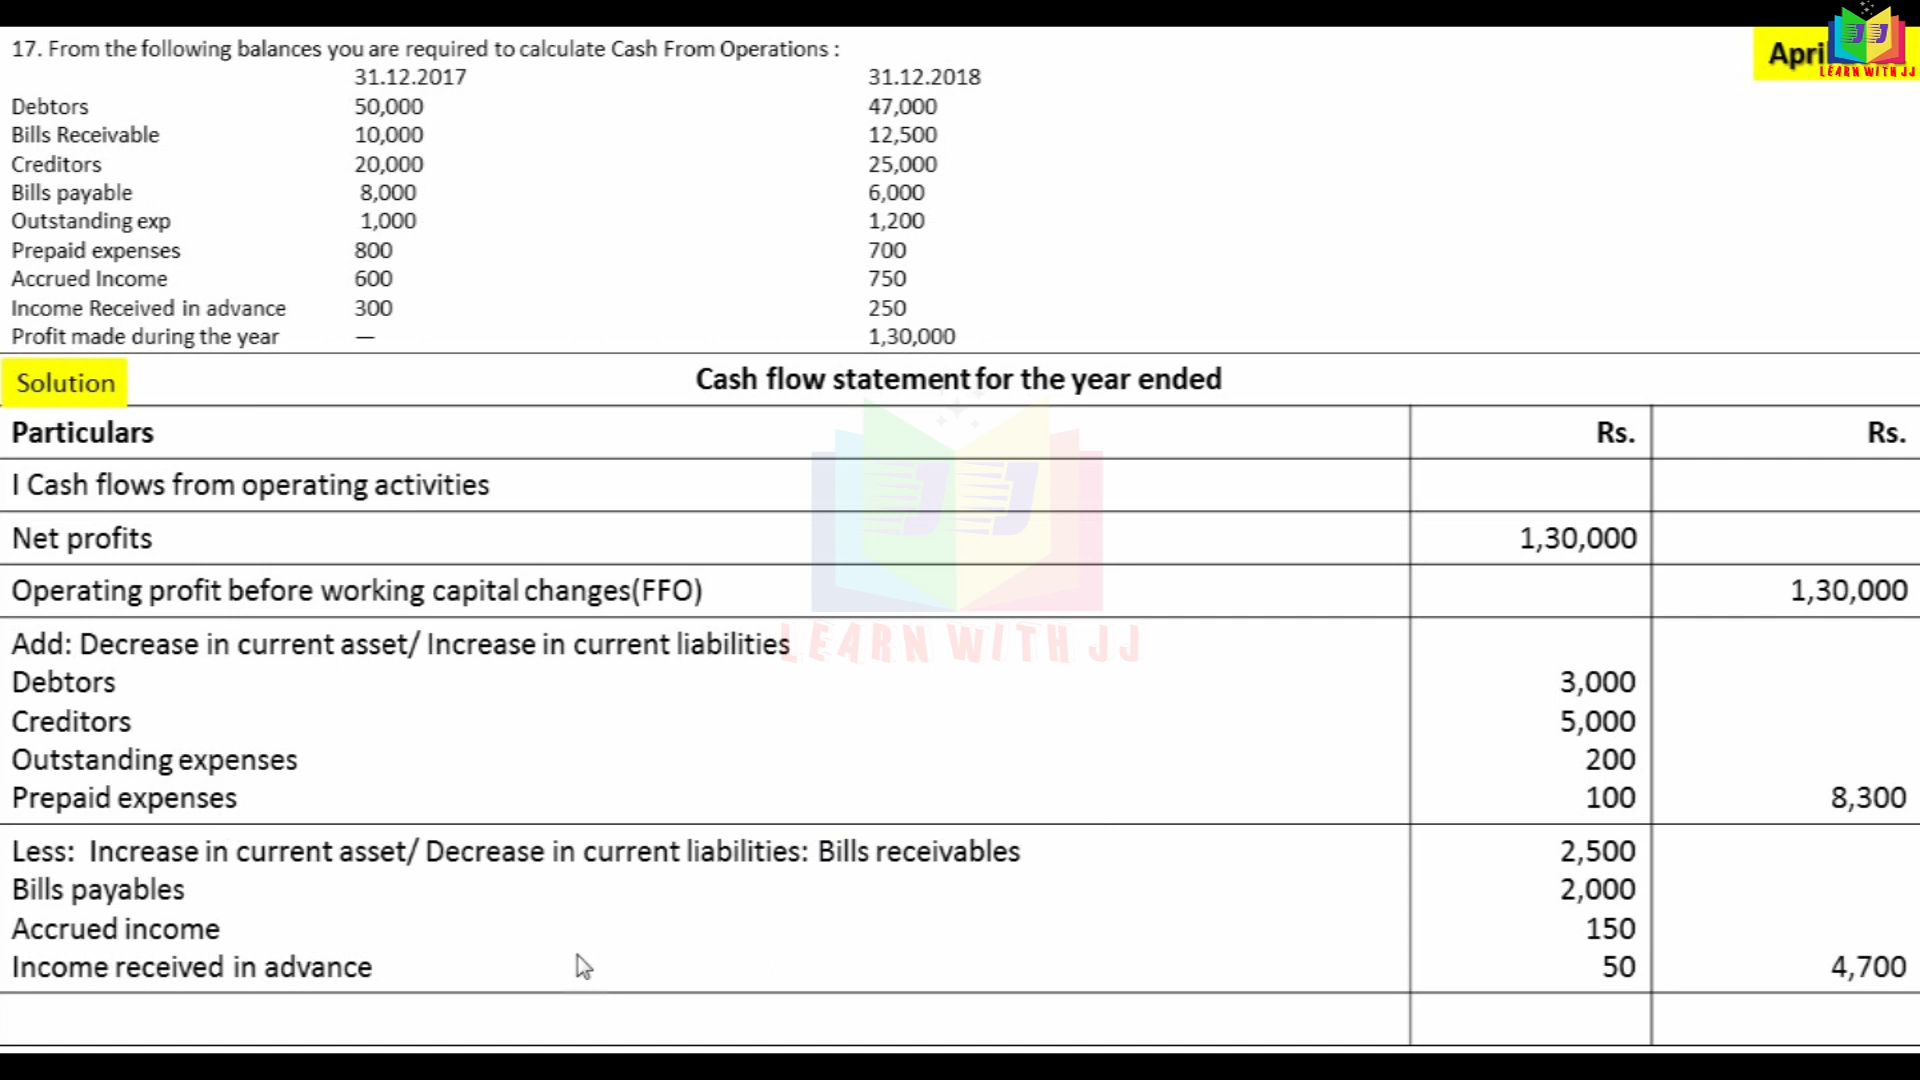 17. From the following balances you are required to calculate Cash From Operations :
Apri
LEARN WITH JJ
31.12.2017 31.12.2018
Debtors 50,000 47,000
Bills Receivable 10,000 12,500
Creditors 20,000 25,000
Bills payable 8,000 6,000
Outstanding exp 1,000 1,200
Prepaid expenses 800 700
Accrued Income 600 750
Income Received in advance 300 250
Profit made during the year — 1,30,000
Solution Cash flow statement for the year ended
Particulars Rs. Rs.
I Cash flows from operating activities
Net profits 1,30,000
Operating profit before working capital changes(FFO) 1,30,000
Add: Decrease in current asset/ Increase in current liabilities
LEARN WITH JJ
Debtors 3,000
Creditors 5,000
Outstanding expenses 200
Prepaid expenses 100 8,300
Less: Increase in current asset/ Decrease in current liabilities: Bills receivables 2,500
Bills payables 2,000
Accrued income 150
Income received in advance 50 4,700